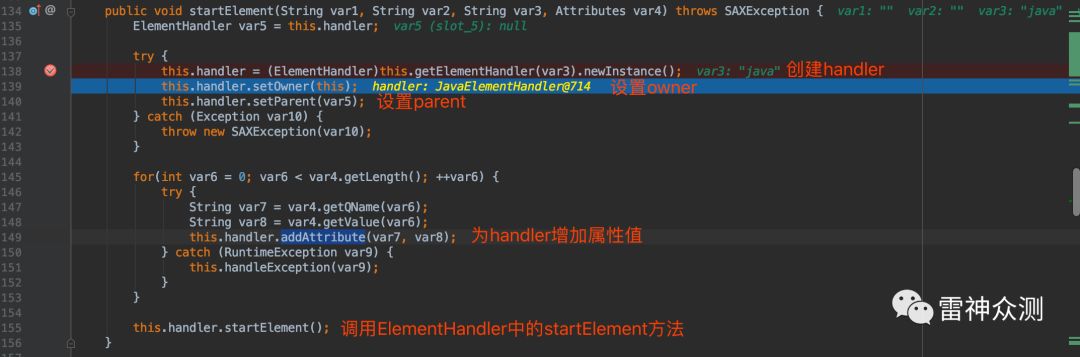 134 @ public void startElement(String var1, String var2, String var3, Attributes var4) throws SAXException { var1: "" var2: "" var3: "java"
135 ElementHandler var5 = this.handler; var5 (slot_5): null
136
137 try {
138 this.handler = (ElementHandler)this.getElementHandler(var3).newInstance(); var3: "java" 创建handler
139 this.handler.setOwner(this); handler: JavaElementHandler@714 设置owner
140 this.handler.setParent(var5); 设置parent
141 } catch (Exception var10) {
142 throw new SAXException(var10);
143 }
144
145 for(int var6 = 0; var6 < var4.getLength(); ++var6) {
146 try {
147 String var7 = var4.getQName(var6);
148 String var8 = var4.getValue(var6);
149 this.handler.addAttribute(var7, var8); 为handler增加属性值
150 } catch (RuntimeException var9) {
151 this.handleException(var9);
152 }
153 }
154
155 this.handler.startElement(); 调用ElementHandler中的startElement方法
156 }
雷神众测